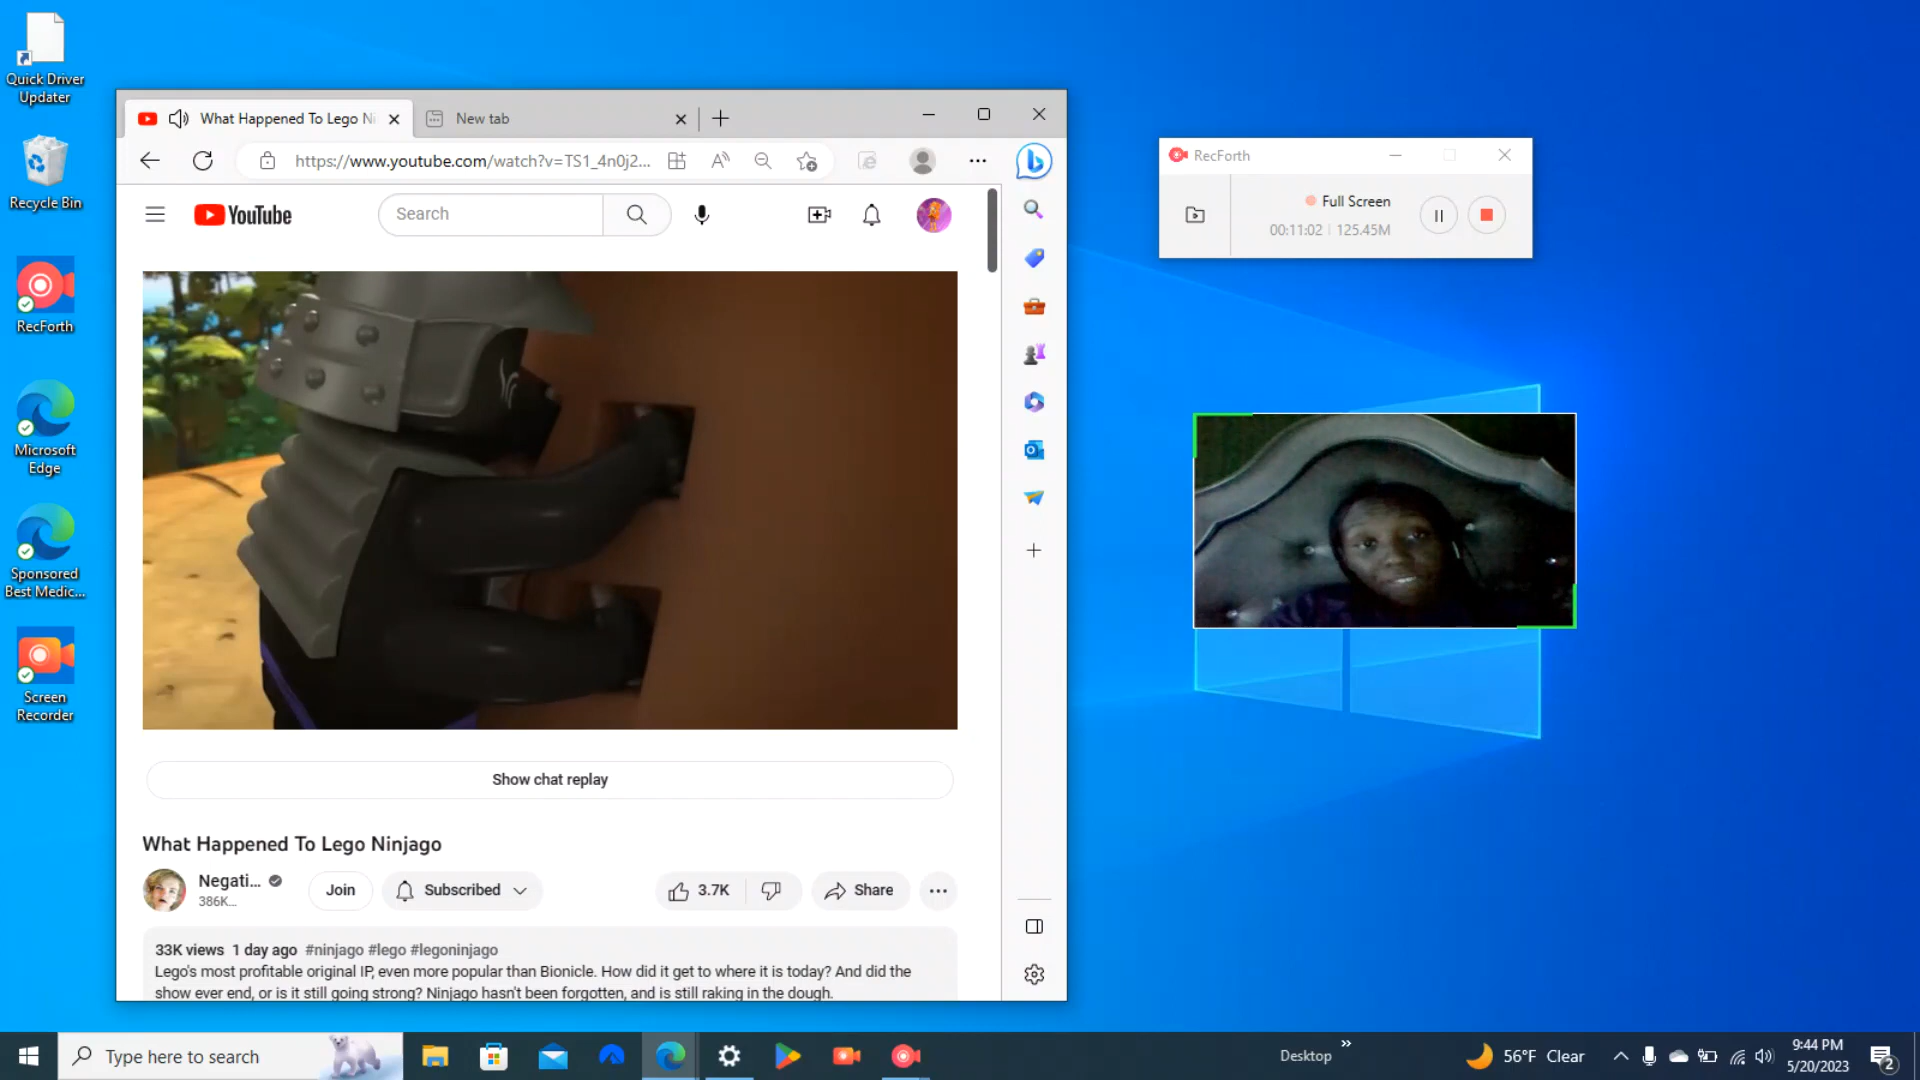 Quick Driver
Updater
Recycle Bin
RecForth
Microsoft
Edge
Sponsored
Best Medic...
Screen
Recorder
What Happened To Lego Ni
New tab
https://www.youtube.com/watch?v=TS1_4n0j2...
YouTube
Search
Show chat replay
What Happened To Lego Ninjago
Negati...
386K...
Join
Subscribed
3.7K
Share
33K views 1 day ago #ninjago #lego #legoninjago
Lego's most profitable original IP, even more popular than Bionicle. How did it get to where it is today? And did the
show ever end, or is it still going strong? Ninjago hasn't been forgotten, and is still raking in the dough.
RecForth
Full Screen
00:11:02 | 125.45M
Type here to search
Desktop
56°F Clear
9:44 PM
5/20/2023
2